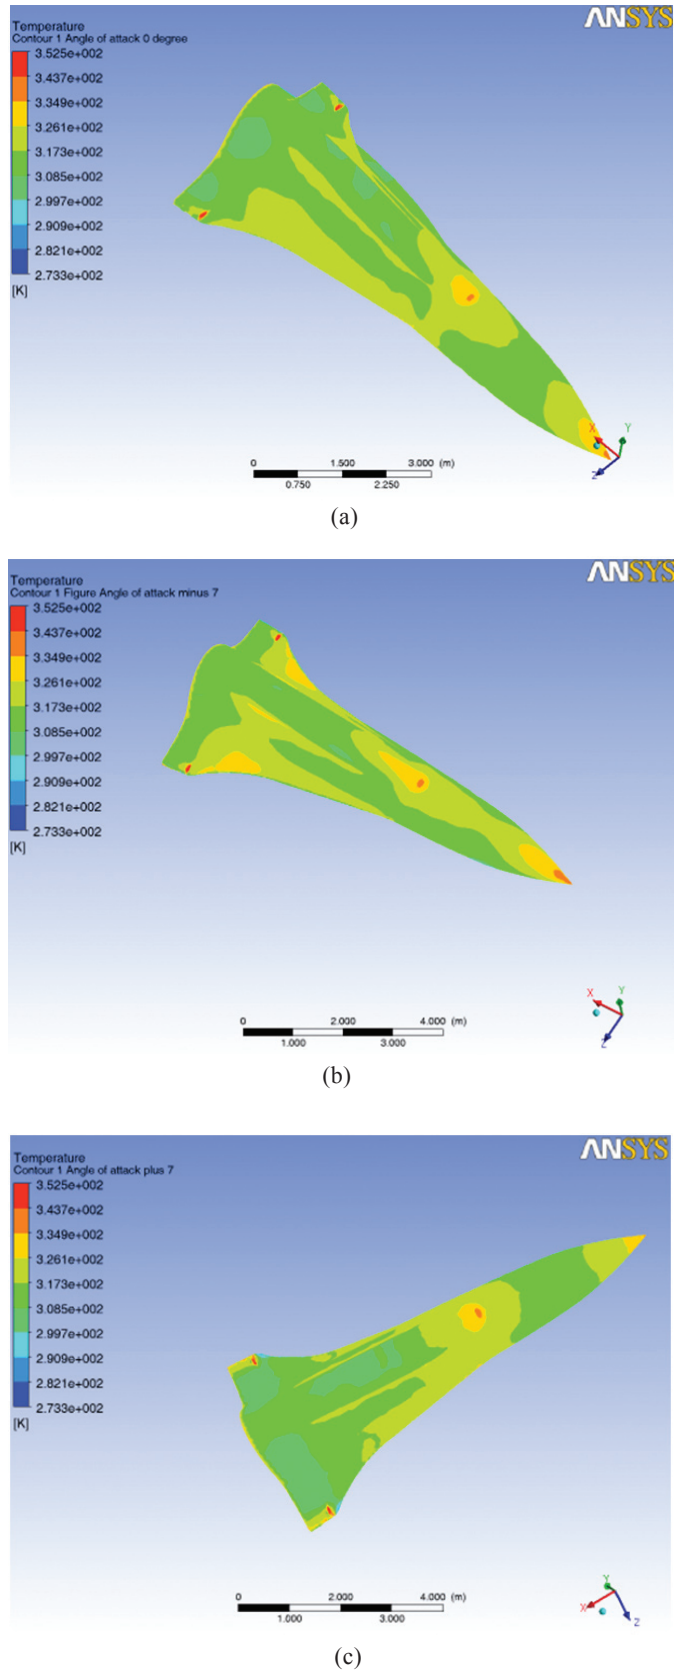 ANSYS
Temperature
Contour 1 Angle of attack 0 degree
3.525e+002
3.437e+002
3.349e+002
3.261e+002
3.173e+002
3.085e+002
2.997e+002
2.909e+002
2.821e+002
2.733e+002
[K]
X Y
Z
0 1.500 3.000 (m)
0.750 2.250
(a)
ANSYS
Temperature
Contour 1 Figure Angle of attack minus 7
3.525e+002
3.437e+002
3.349e+002
3.261e+002
3.173e+002
3.085e+002
2.997e+002
2.909e+002
2.821e+002
2.733e+002
[K]
X Y
Z
0 2.000 4.000 (m)
1.000 3.000
(b)
ANSYS
Temperature
Contour 1 Angle of attack plus 7
3.525e+002
3.437e+002
3.349e+002
3.261e+002
3.173e+002
3.085e+002
2.997e+002
2.909e+002
2.821e+002
2.733e+002
[K]
Y
X Z
0 2.000 4.000 (m)
1.000 3.000
(c)